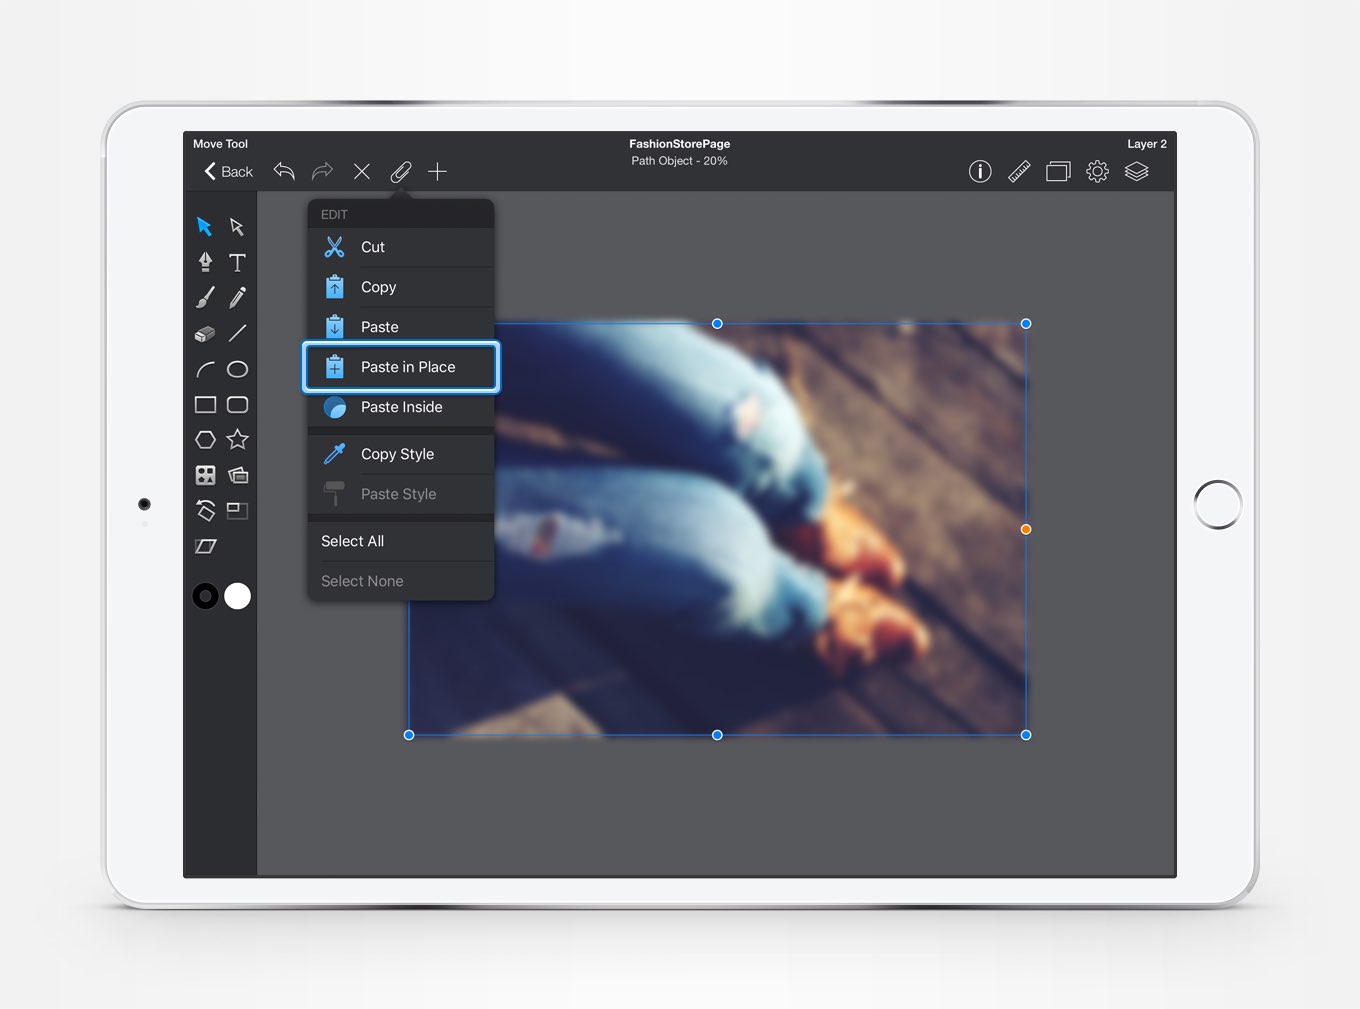 Move Tool
FashionStorePage
Layer 2
Back
Path Object - 20%
EDIT
Cut
Copy
Paste
Paste in Place
Paste Inside
Copy Style
Paste Style
Select All
Select None